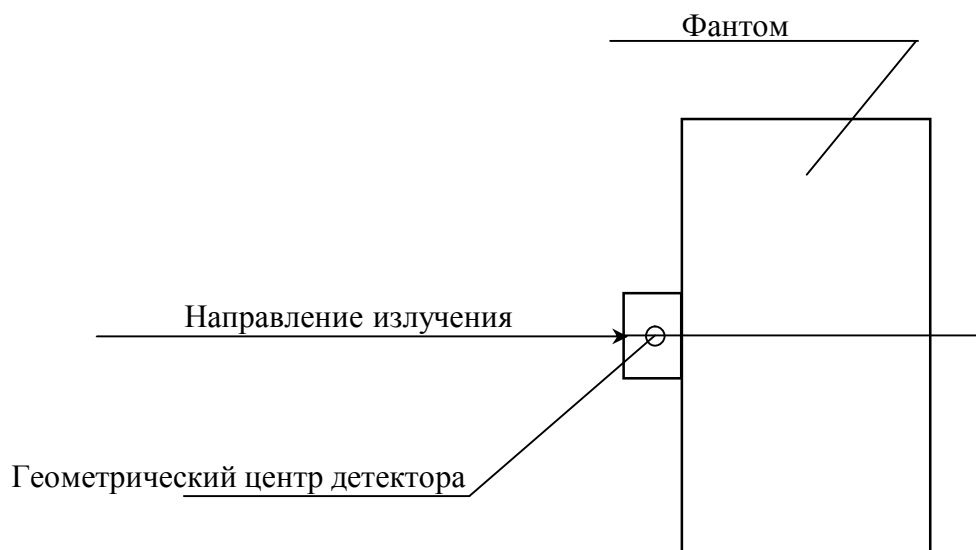 Фантом
Направление излучения
Геометрический центр детектора